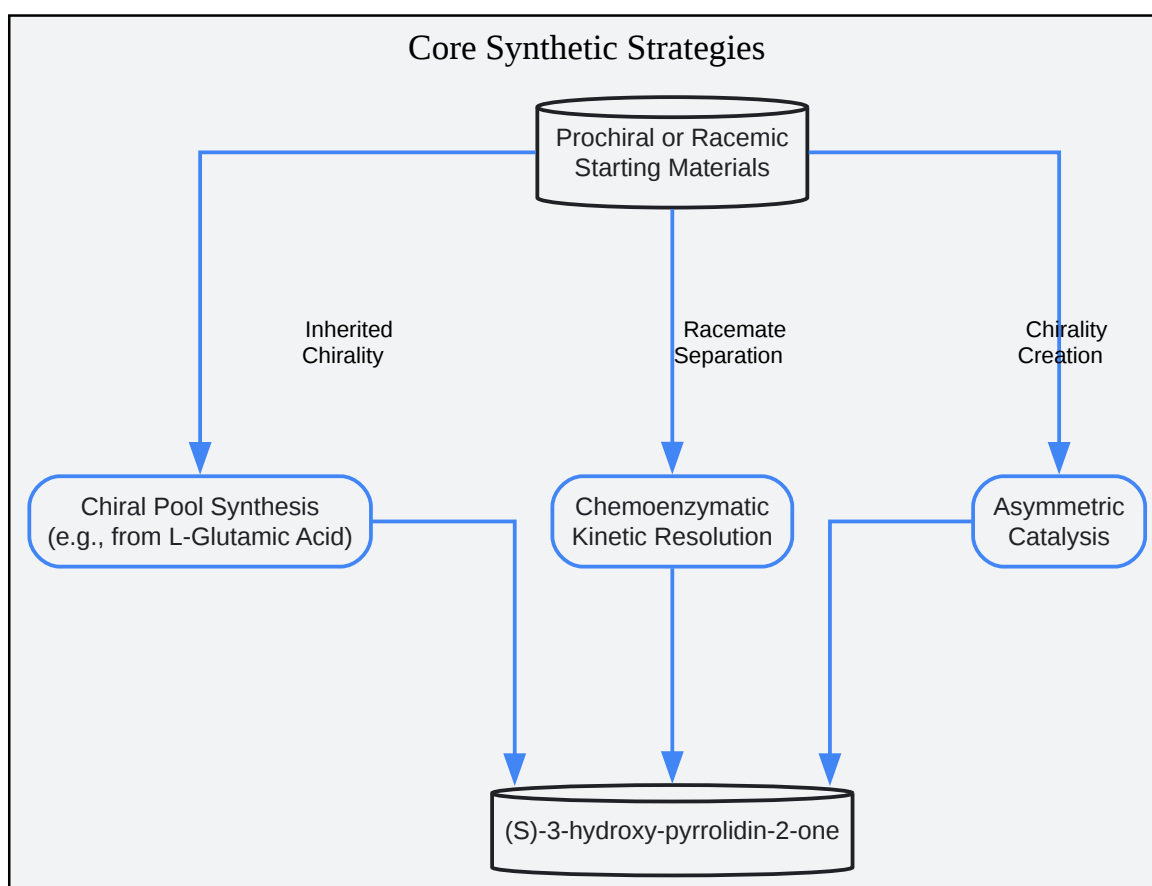 Core Synthetic Strategies
Prochiral or Racemic
Starting Materials
Inherited
Chirality
Racemate
Separation
Chirality
Creation
Chiral Pool Synthesis
(e.g., from L-Glutamic Acid)
Chemoenzymatic
Kinetic Resolution
Asymmetric
Catalysis
(S)-3-hydroxy-pyrrolidin-2-one